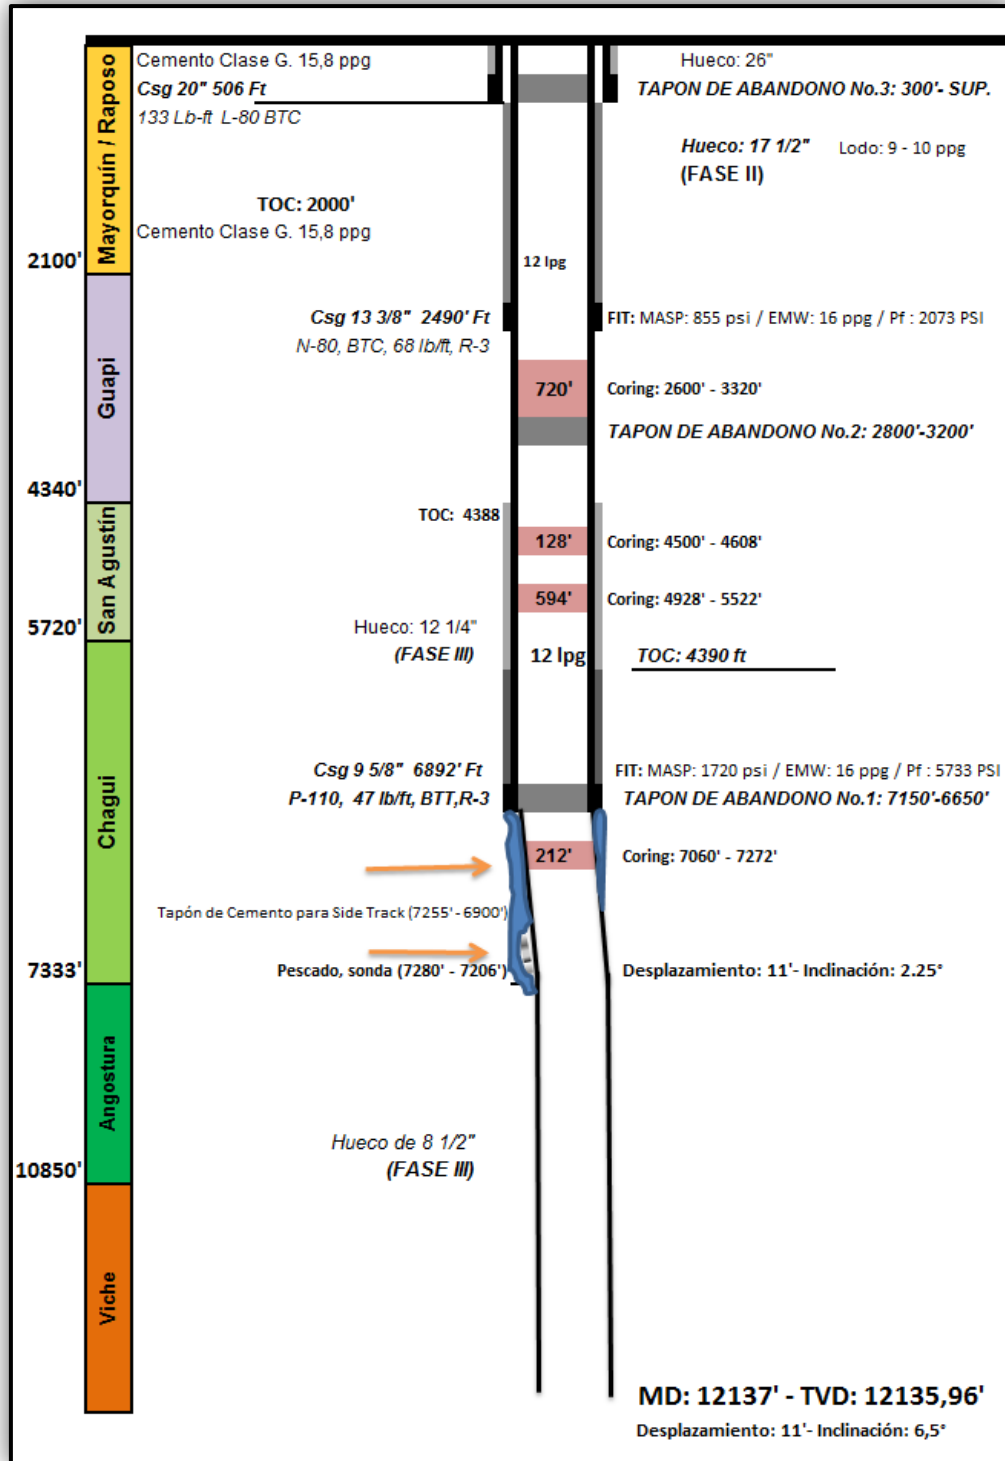 Cemento Clase G. 15,8 ppg
Csg 20" 506 Ft
133 Lb-ft L-80 BTC
Hueco: 26"
TAPON DE ABANDONO No.3: 300'- SUP.
Hueco: 17 1/2" Lodo: 9 - 10 ppg
(FASE II)
Mayorquín / Raposo
TOC: 2000'
Cemento Clase G. 15,8 ppg
2100'
12 lpg
Csg 13 3/8" 2490' Ft
N-80, BTC, 68 lb/ft, R-3
FIT: MASP: 855 psi / EMW: 16 ppg / Pf : 2073 PSI
Guapi
720'
Coring: 2600' - 3320'
TAPON DE ABANDONO No.2: 2800'-3200'
4340'
TOC: 4388
San Agustín
128'
Coring: 4500' - 4608'
594'
Coring: 4928' - 5522'
5720'
Hueco: 12 1/4"
(FASE III)
12 lpg
TOC: 4390 ft
Chagui
Csg 9 5/8" 6892' Ft
P-110, 47 lb/ft, BTT,R-3
FIT: MASP: 1720 psi / EMW: 16 ppg / Pf : 5733 PSI
TAPON DE ABANDONO No.1: 7150'-6650'
212'
Coring: 7060' - 7272'
Tapón de Cemento para Side Track (7255' - 6900')
7333'
Pescado, sonda (7280' - 7206')
Desplazamiento: 11'- Inclinación: 2.25°
Angostura
Hueco de 8 1/2"
(FASE III)
10850'
Viche
MD: 12137' - TVD: 12135,96'
Desplazamiento: 11'- Inclinación: 6,5°